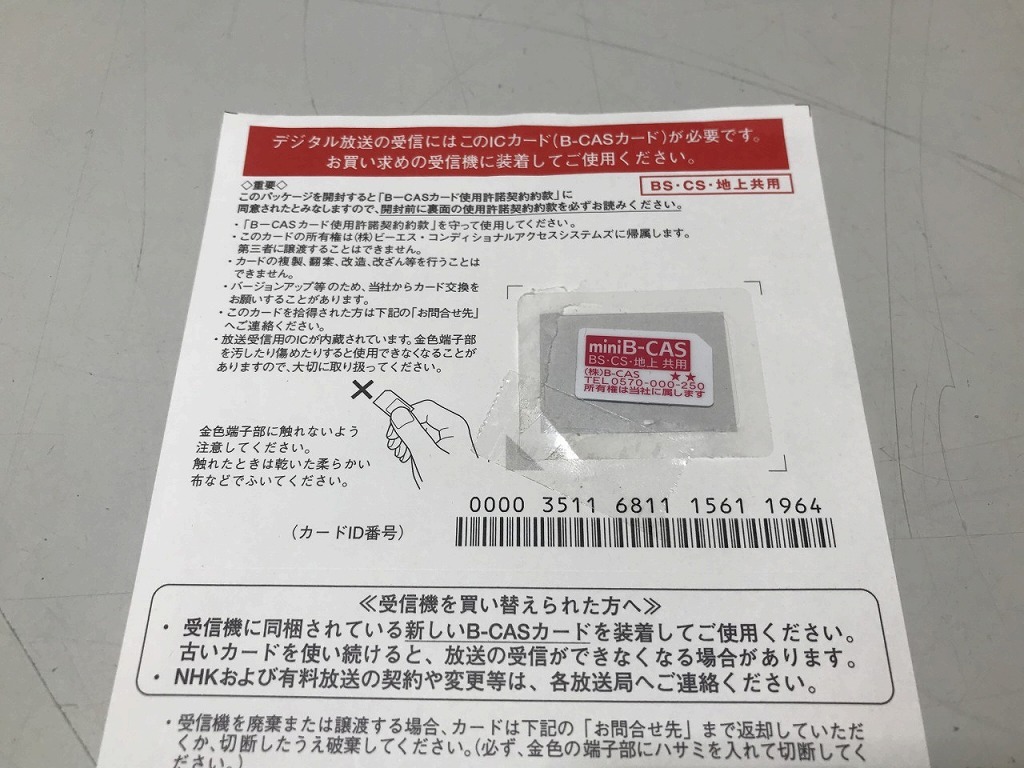 デジタル放送の受信にはこのICカード(B-CASカード)が必要です。
お買い求めの受信機に装着してご使用ください。
BS・CS・地上共用
◇重要◇
このパッケージを開封すると「B−CASカード使用許諾契約約款」に
同意されたとみなしますので、開封前に裏面の使用許諾契約約款を必ずお読みください。
・「B−CASカード使用許諾契約約款」を守って使用してください。
・このカードの所有権は(株)ビーエス・コンディショナルアクセスシステムズに帰属します。
第三者に譲渡することはできません。
・カードの複製、翻案、改造、改ざん等を行うことは
できません。
・バージョンアップ等のため、当社からカード交換を
お願いすることがあります。
・このカードを拾得された方は下記の「お問合せ先」
へご連絡ください。
・放送受信用のICが内蔵されています。金色端子部
を汚したり傷めたりすると使用できなくなることが
ありますので、大切に取り扱ってください。
miniB-CAS
BS・CS・地上 共用
★★
(株)B-CAS
TEL0570-000-250
所有権は当社に属します
金色端子部に触れないよう
注意してください。
触れたときは乾いた柔らかい
布などでふいてください。
0000 3511 6811 1561 1964
(カードID番号)
≪受信機を買い替えられた方へ≫
・受信機に同梱されている新しいB-CASカードを装着してご使用ください。
古いカードを使い続けると、放送の受信ができなくなる場合があります。
・NHKおよび有料放送の契約や変更等は、各放送局へご連絡ください。
・受信機を廃棄または譲渡する場合、カードは下記の「お問合せ先」まで返却していただ
くか、切断したうえ破棄してください。(必ず、金色の端子部にハサミを入れて切断してく
ださい。)